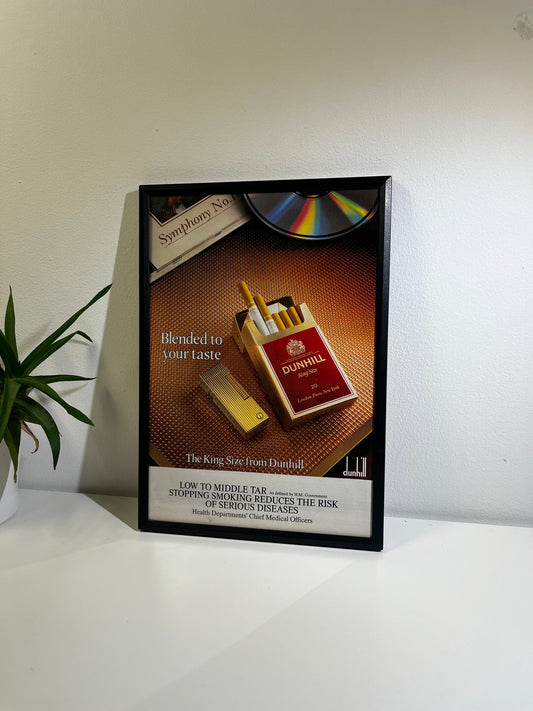 Symphony No.
Blended to
your taste
DUNHILL
King Size
20
London Paris New York
The King Size from Dunhill
dunhill
LOW TO MIDDLE TAR As defined by H.M. Government
STOPPING SMOKING REDUCES THE RISK
OF SERIOUS DISEASES
Health Departments' Chief Medical Officers